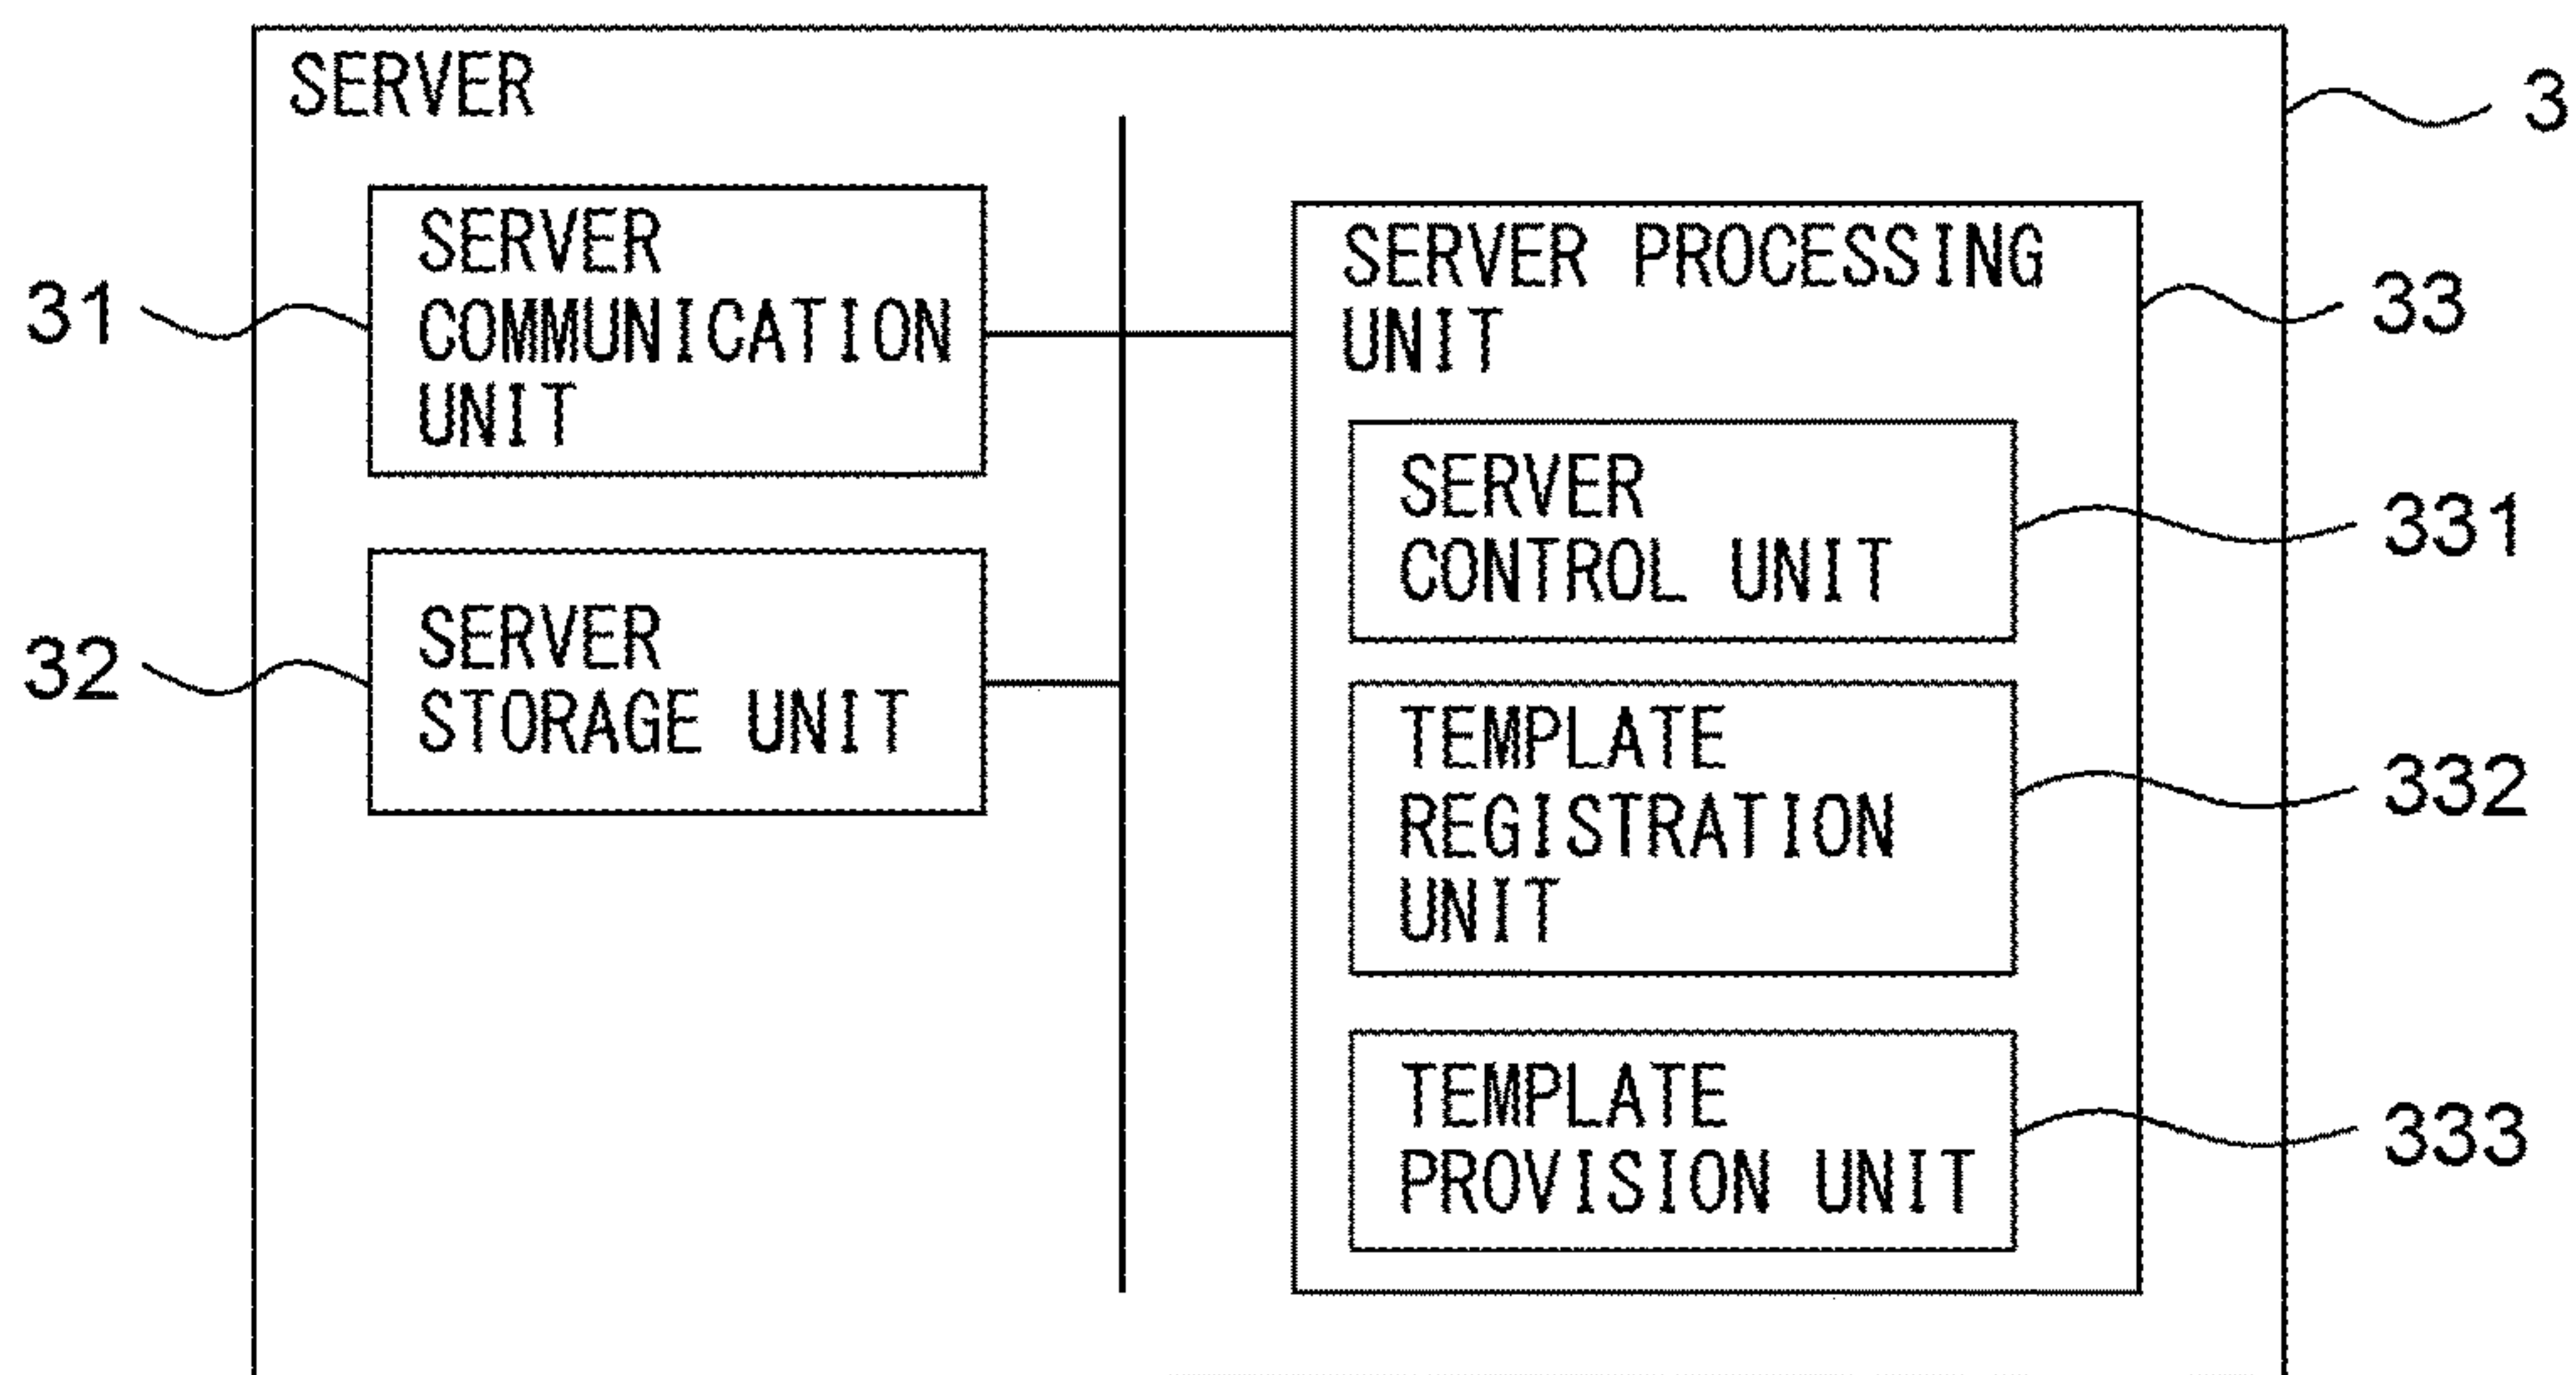 SERVER
3
SERVER
COMMUNICATION
UNIT
31
SERVER
STORAGE UNIT
32
SERVER PROCESSING
UNIT
33
SERVER
CONTROL UNIT
331
TEMPLATE
REGISTRATION
UNIT
332
TEMPLATE
PROVISION UNIT
333